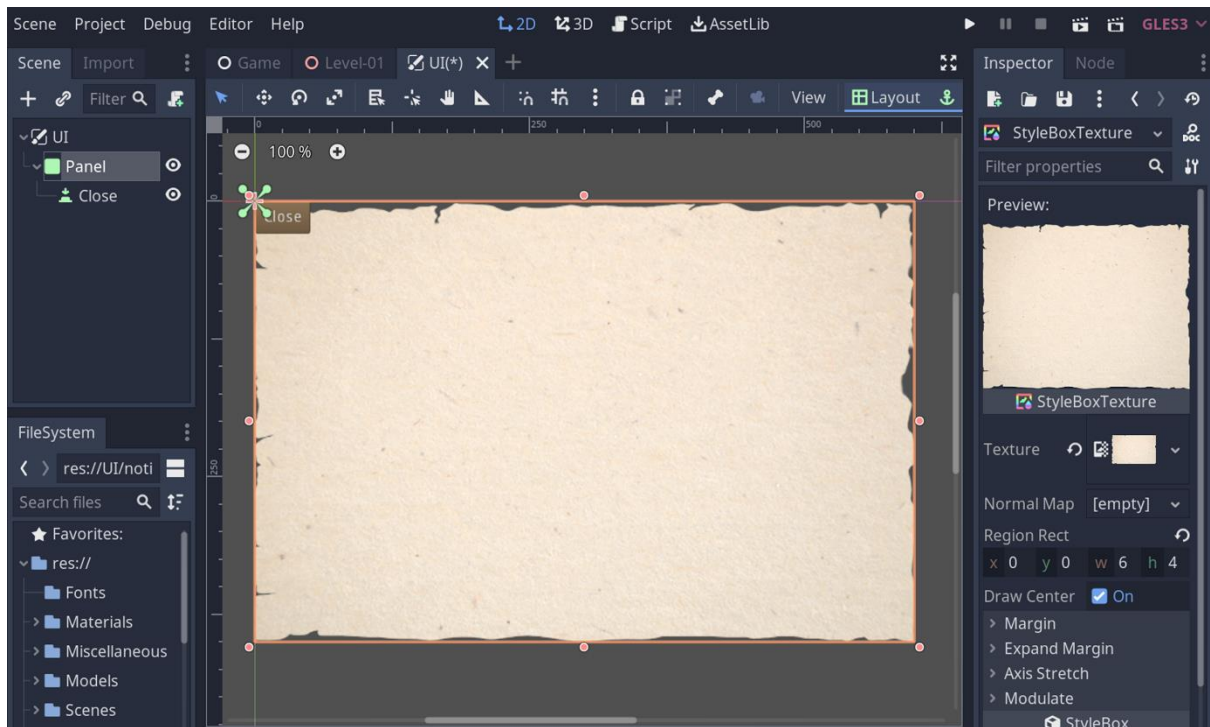 Scene Project Debug Editor Help 2D 3D Script AssetLib GLES3
Scene Import
Filter
UI
Panel
Close
FileSystem
res://UI/noti
Search files
Favorites:
res://
Fonts
Materials
Miscellaneous
Models
Scenes
Game Level-01 UI(*)
View Layout
0 250 500
100 %
0
Close
250
Inspector Node
StyleBoxTexture
DOC
Filter properties
Preview:
StyleBoxTexture
Texture
Normal Map [empty]
Region Rect
x 0 y 0 w 6 h 4
Draw Center On
Margin
Expand Margin
Axis Stretch
Modulate
StyleBox